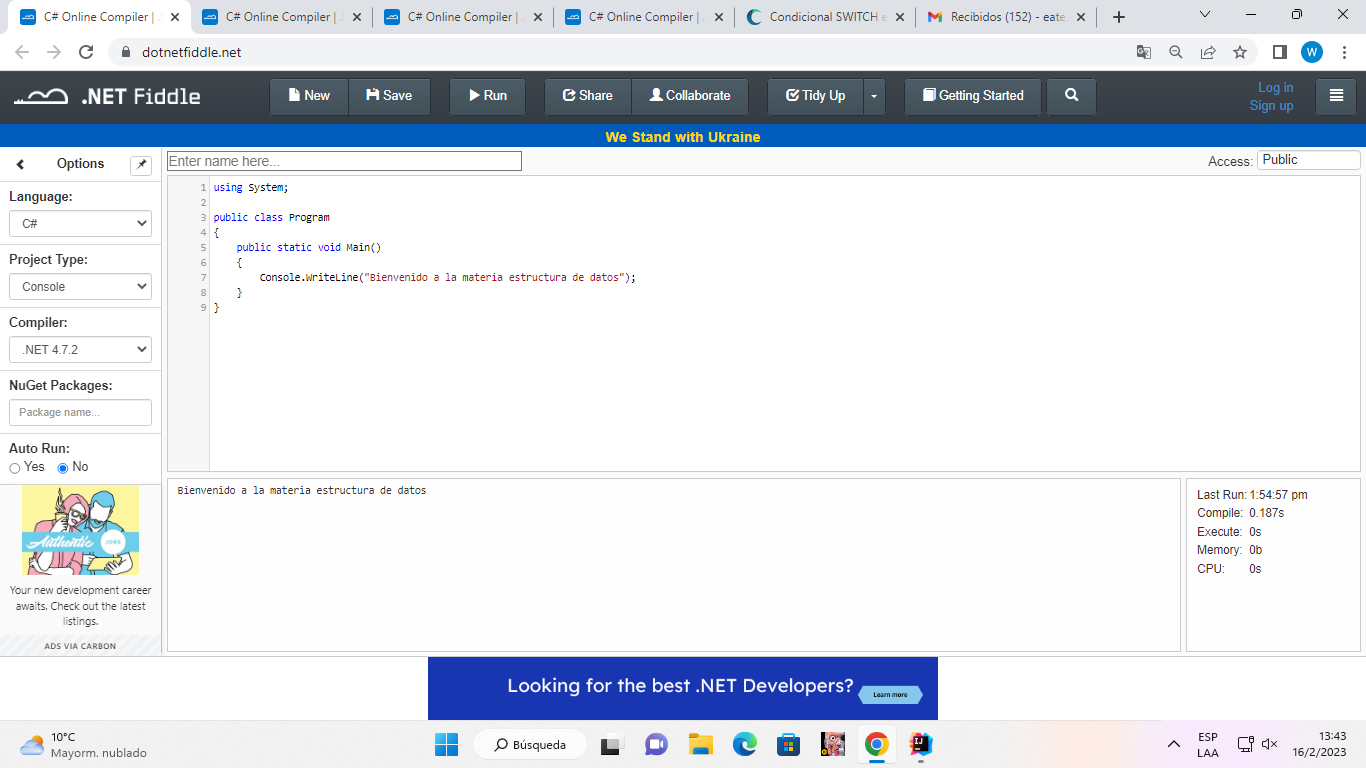 C# Online Compiler |
C# Online Compiler |
C# Online Compiler |
C# Online Compiler |
Condicional SWITCH e
Recibidos (152) - eate
dotnetfiddle.net
W
.NET Fiddle
New
Save
Run
Share
Collaborate
Tidy Up
Getting Started
Log in
Sign up
We Stand with Ukraine
Options
Enter name here...
Access: Public
Language:
C#
Project Type:
Console
Compiler:
.NET 4.7.2
NuGet Packages:
Package name...
Auto Run:
Yes No
1 using System;
2
3 public class Program
4 {
5 public static void Main()
6 {
7 Console.WriteLine("Bienvenido a la materia estructura de datos");
8 }
9 }
Bienvenido a la materia estructura de datos
Last Run: 1:54:57 pm
Compile: 0.187s
Execute: 0s
Memory: 0b
CPU: 0s
Authentic JOBS
Your new development career
awaits. Check out the latest
listings.
ADS VIA CARBON
Looking for the best .NET Developers?
Learn more
10°C
Mayorm. nublado
Búsqueda
ESP
LAA
13:43
16/2/2023